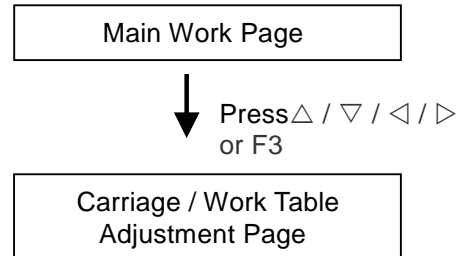 Main Work Page
Press△ / ▽ / ◁ / ▷
or F3
Carriage / Work Table
Adjustment Page